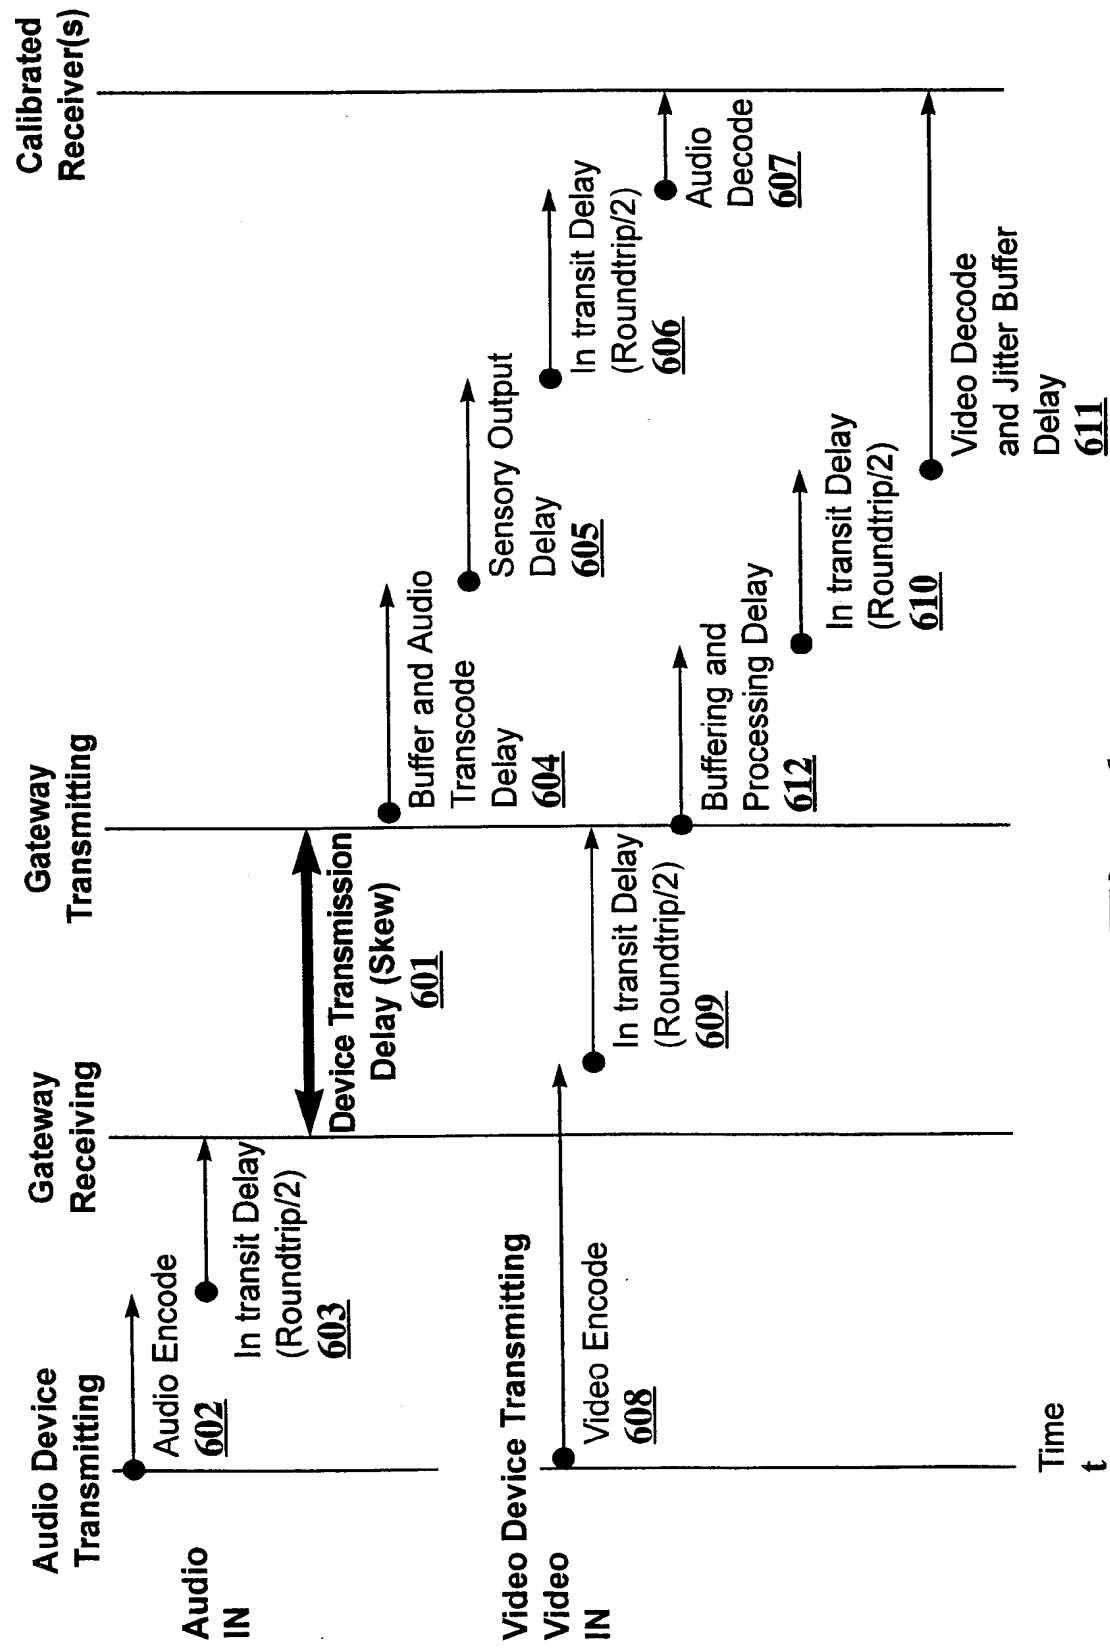 Audio Device
Transmitting
Gateway
Receiving
Gateway
Transmitting
Calibrated
Receiver(s)
Audio
IN
Audio Encode
602
In transit Delay
(Roundtrip/2)
603
Device Transmission
Delay (Skew)
601
Buffer and Audio
Transcode
Delay
604
Sensory Output
Delay
605
In transit Delay
(Roundtrip/2)
606
Audio
Decode
607
Video Device Transmitting
Video
IN
Video Encode
608
In transit Delay
(Roundtrip/2)
609
Buffering and
Processing Delay
612
In transit Delay
(Roundtrip/2)
610
Video Decode
and Jitter Buffer
Delay
611
Time
t